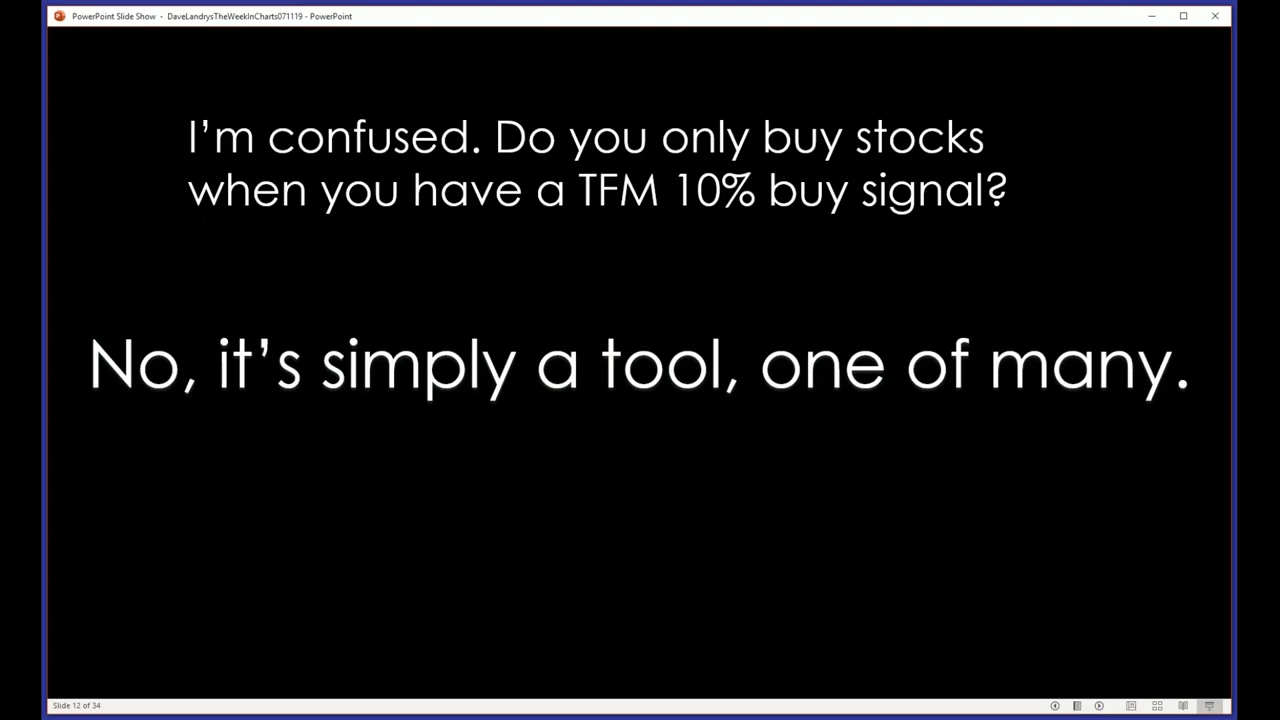 PowerPoint Slide Show - DaveLandrysTheWeekInCharts071119 - PowerPoint
I'm confused. Do you only buy stocks
when you have a TFM 10% buy signal?
No, it's simply a tool, one of many.
Slide 12 of 34